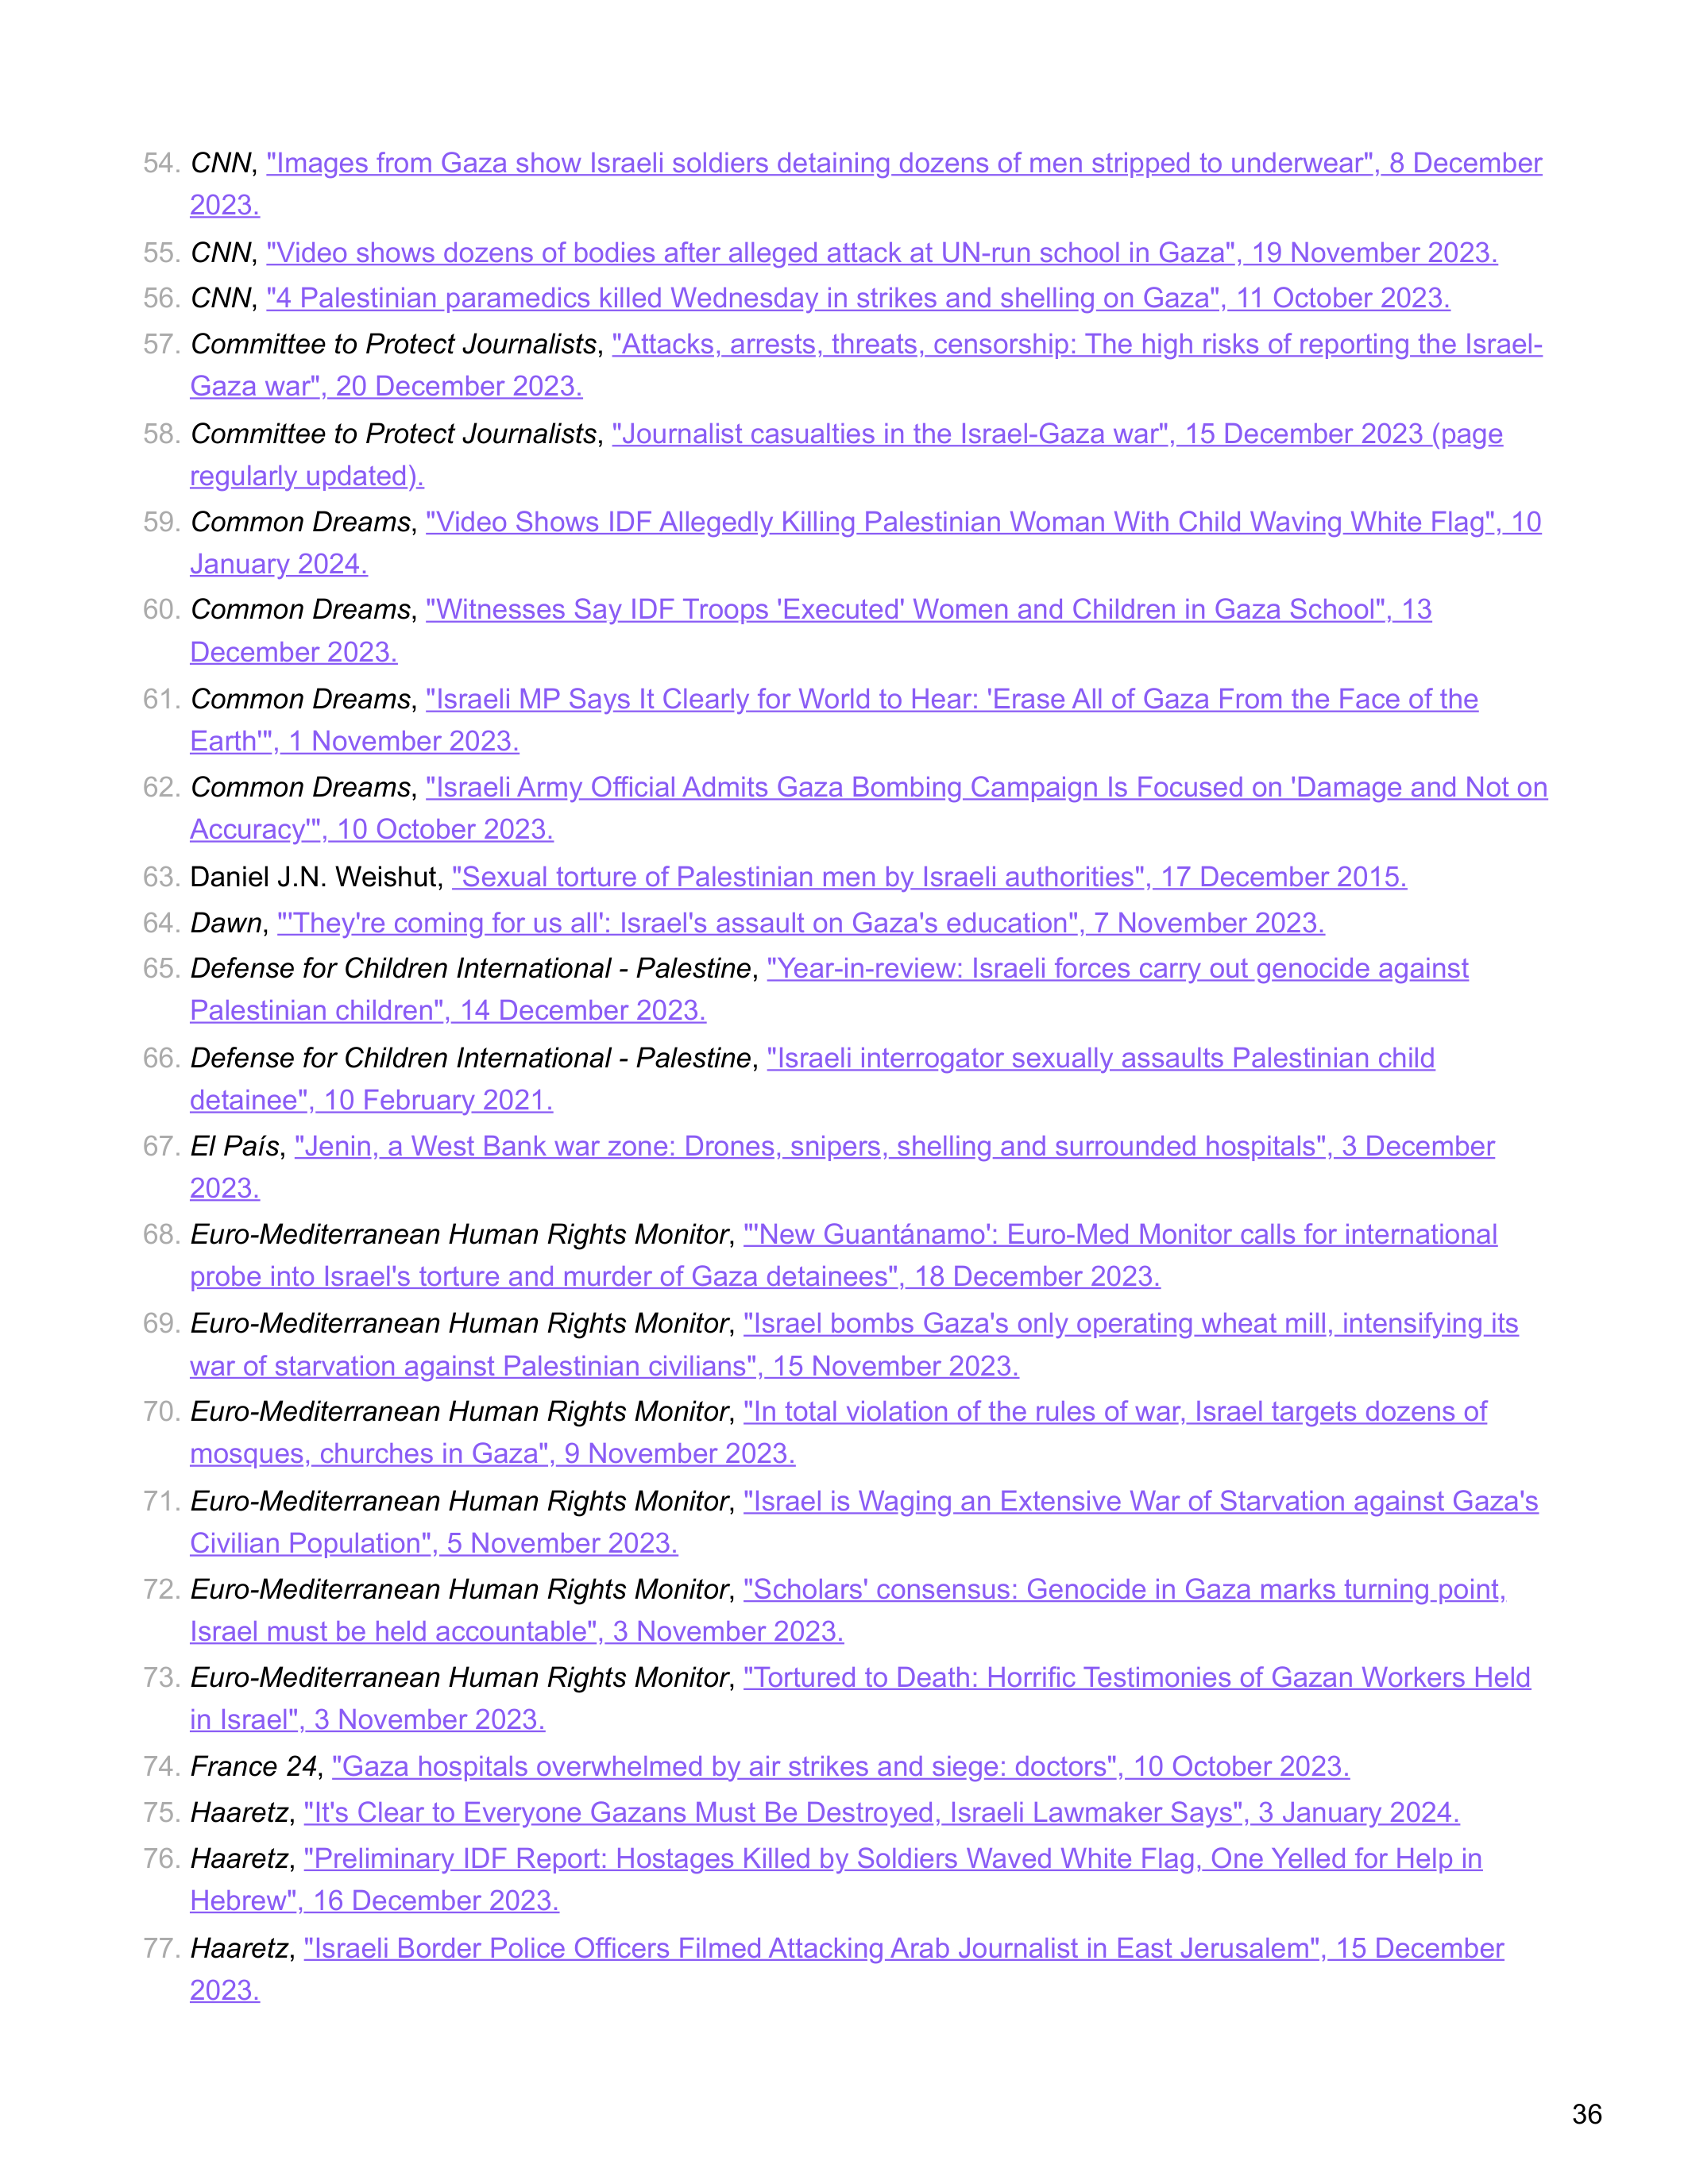 54. CNN, "Images from Gaza show Israeli soldiers detaining dozens of men stripped to underwear", 8 December
2023.
55. CNN, "Video shows dozens of bodies after alleged attack at UN-run school in Gaza", 19 November 2023.
56. CNN, "4 Palestinian paramedics killed Wednesday in strikes and shelling on Gaza", 11 October 2023.
57. Committee to Protect Journalists, "Attacks, arrests, threats, censorship: The high risks of reporting the Israel-
Gaza war", 20 December 2023.
58. Committee to Protect Journalists, "Journalist casualties in the Israel-Gaza war", 15 December 2023 (page
regularly updated).
59. Common Dreams, "Video Shows IDF Allegedly Killing Palestinian Woman With Child Waving White Flag", 10
January 2024.
60. Common Dreams, "Witnesses Say IDF Troops 'Executed' Women and Children in Gaza School", 13
December 2023.
61. Common Dreams, "Israeli MP Says It Clearly for World to Hear: 'Erase All of Gaza From the Face of the
Earth'", 1 November 2023.
62. Common Dreams, "Israeli Army Official Admits Gaza Bombing Campaign Is Focused on 'Damage and Not on
Accuracy'", 10 October 2023.
63. Daniel J.N. Weishut, "Sexual torture of Palestinian men by Israeli authorities", 17 December 2015.
64. Dawn, "'They're coming for us all': Israel's assault on Gaza's education", 7 November 2023.
65. Defense for Children International - Palestine, "Year-in-review: Israeli forces carry out genocide against
Palestinian children", 14 December 2023.
66. Defense for Children International - Palestine, "Israeli interrogator sexually assaults Palestinian child
detainee", 10 February 2021.
67. El País, "Jenin, a West Bank war zone: Drones, snipers, shelling and surrounded hospitals", 3 December
2023.
68. Euro-Mediterranean Human Rights Monitor, "'New Guantánamo': Euro-Med Monitor calls for international
probe into Israel's torture and murder of Gaza detainees", 18 December 2023.
69. Euro-Mediterranean Human Rights Monitor, "Israel bombs Gaza's only operating wheat mill, intensifying its
war of starvation against Palestinian civilians", 15 November 2023.
70. Euro-Mediterranean Human Rights Monitor, "In total violation of the rules of war, Israel targets dozens of
mosques, churches in Gaza", 9 November 2023.
71. Euro-Mediterranean Human Rights Monitor, "Israel is Waging an Extensive War of Starvation against Gaza's
Civilian Population", 5 November 2023.
72. Euro-Mediterranean Human Rights Monitor, "Scholars' consensus: Genocide in Gaza marks turning point,
Israel must be held accountable", 3 November 2023.
73. Euro-Mediterranean Human Rights Monitor, "Tortured to Death: Horrific Testimonies of Gazan Workers Held
in Israel", 3 November 2023.
74. France 24, "Gaza hospitals overwhelmed by air strikes and siege: doctors", 10 October 2023.
75. Haaretz, "It's Clear to Everyone Gazans Must Be Destroyed, Israeli Lawmaker Says", 3 January 2024.
76. Haaretz, "Preliminary IDF Report: Hostages Killed by Soldiers Waved White Flag, One Yelled for Help in
Hebrew", 16 December 2023.
77. Haaretz, "Israeli Border Police Officers Filmed Attacking Arab Journalist in East Jerusalem", 15 December
2023.
36